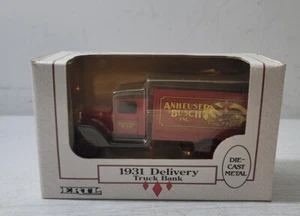 ANHEUSER
BUSCH
INC.
1931 Delivery
Truck Bank
ERTL
DIE-
CAST
METAL